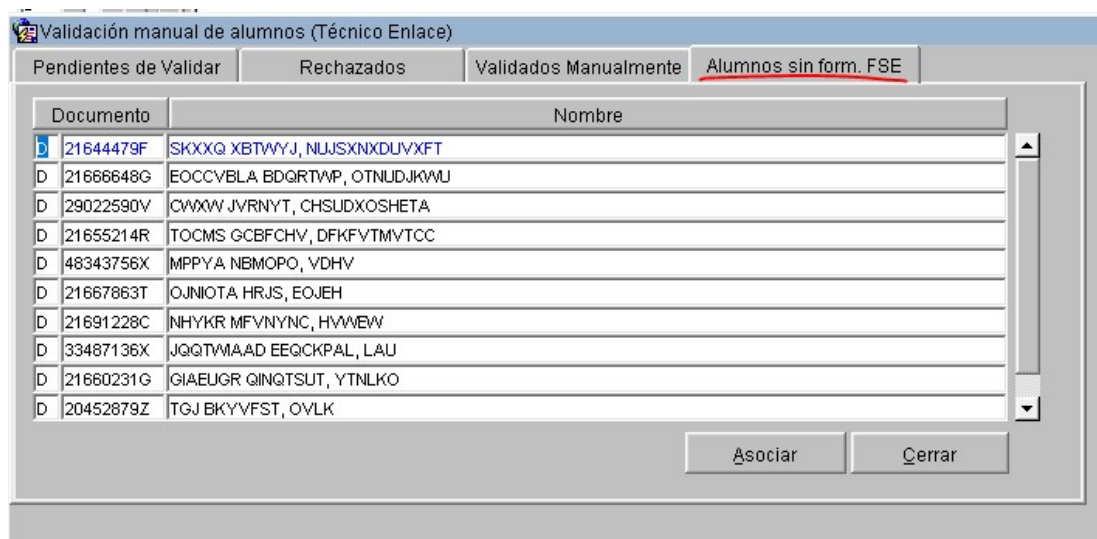 Validación manual de alumnos (Técnico Enlace)
Pendientes de Validar Rechazados Validados Manualmente Alumnos sin form. FSE
Documento Nombre
D 21644479F SKXXQ XBTWYJ, NUJSXNXDUVXFT
D 21666648G EOCCVBLA BDQRTWP, OTNUDJKWU
D 29022590V CWXW JVRNYT, CHSUDXOSHETA
D 21655214R TOCMS GCBFCHV, DFKFVTMVTCC
D 48343756X MPPYA NBMOPO, VDHV
D 21667863T OJNIOTA HRJS, EOJEH
D 21691228C NHYKR MFVNYNC, HVWEW
D 33487136X JQQTWIAAD EEQCKPAL, LAU
D 21660231G GIAEUGR QINQTSUT, YTNLKO
D 20452879Z TGJ BKYVFST, OVLK
Asociar Cerrar